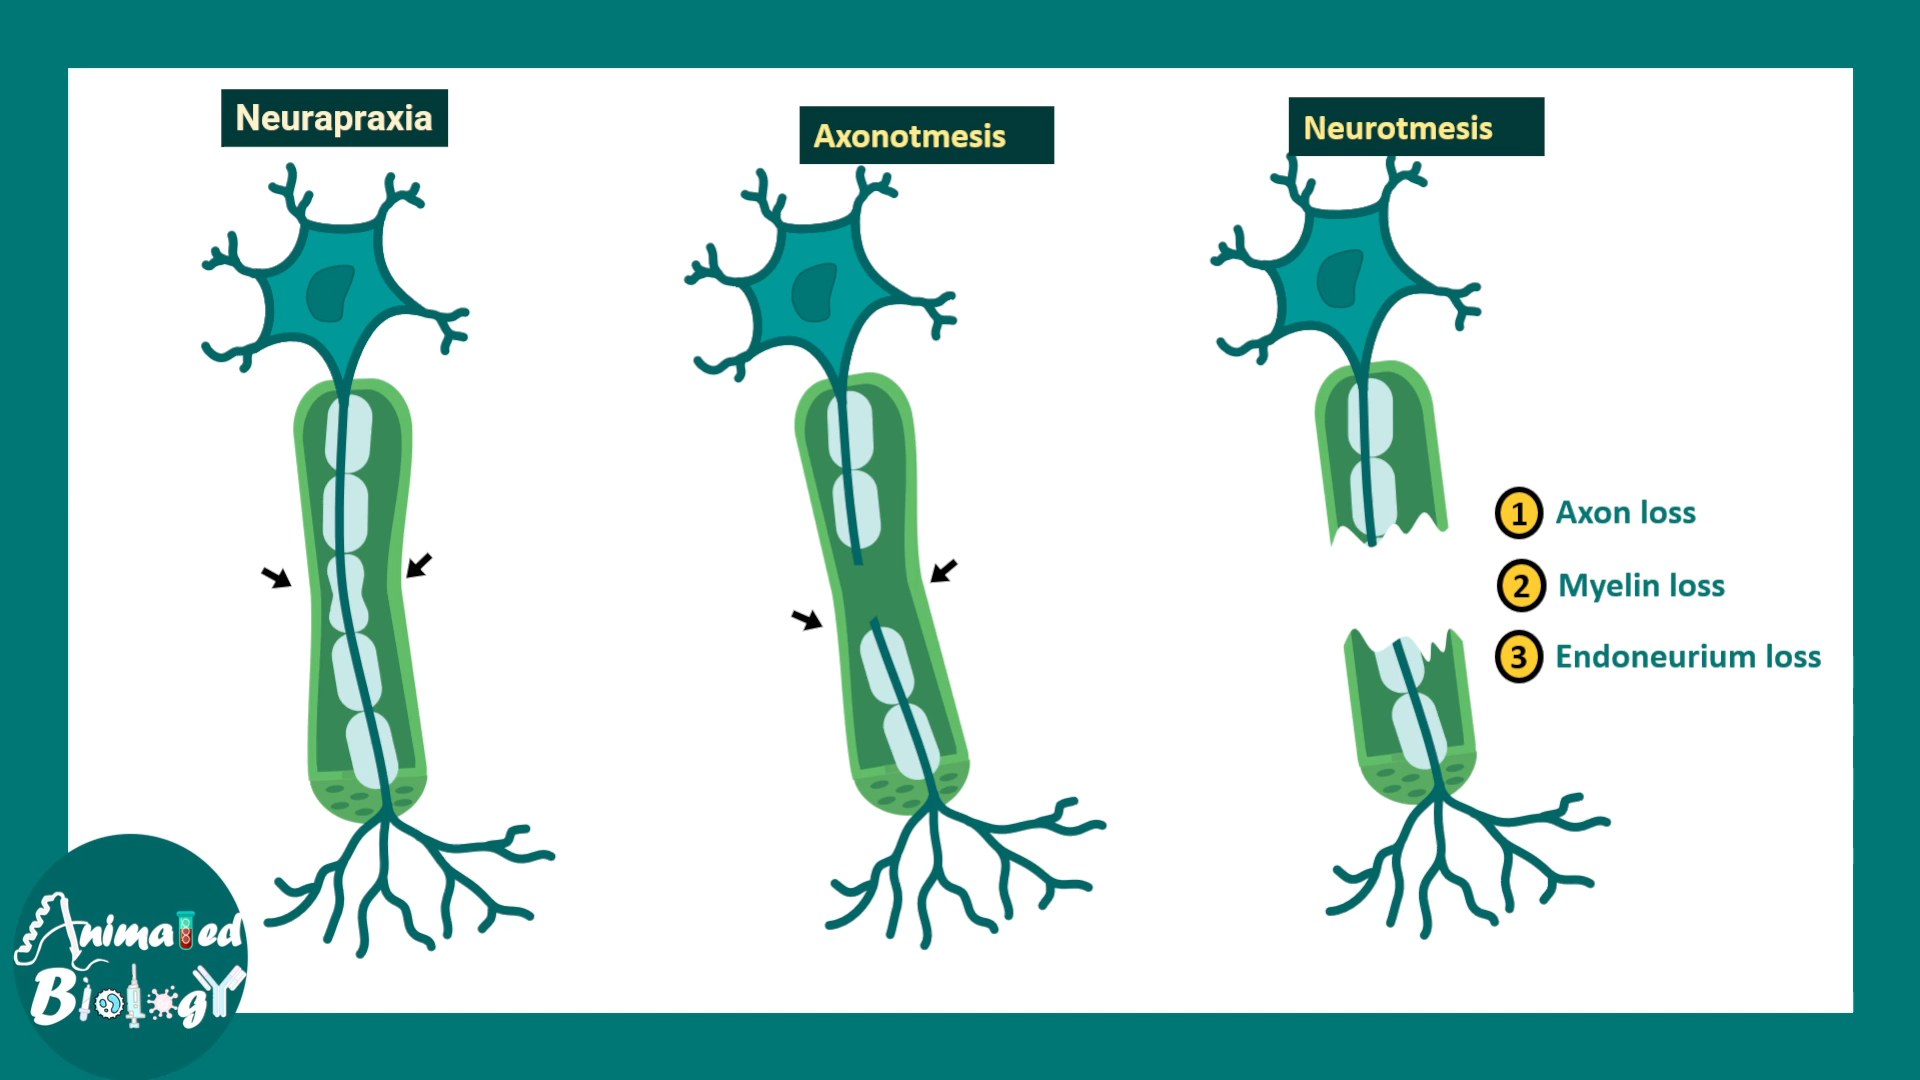 Neurapraxia
Axonotmesis
Neurotmesis
1 Axon loss
2 Myelin loss
3 Endoneurium loss
Animated
Biology